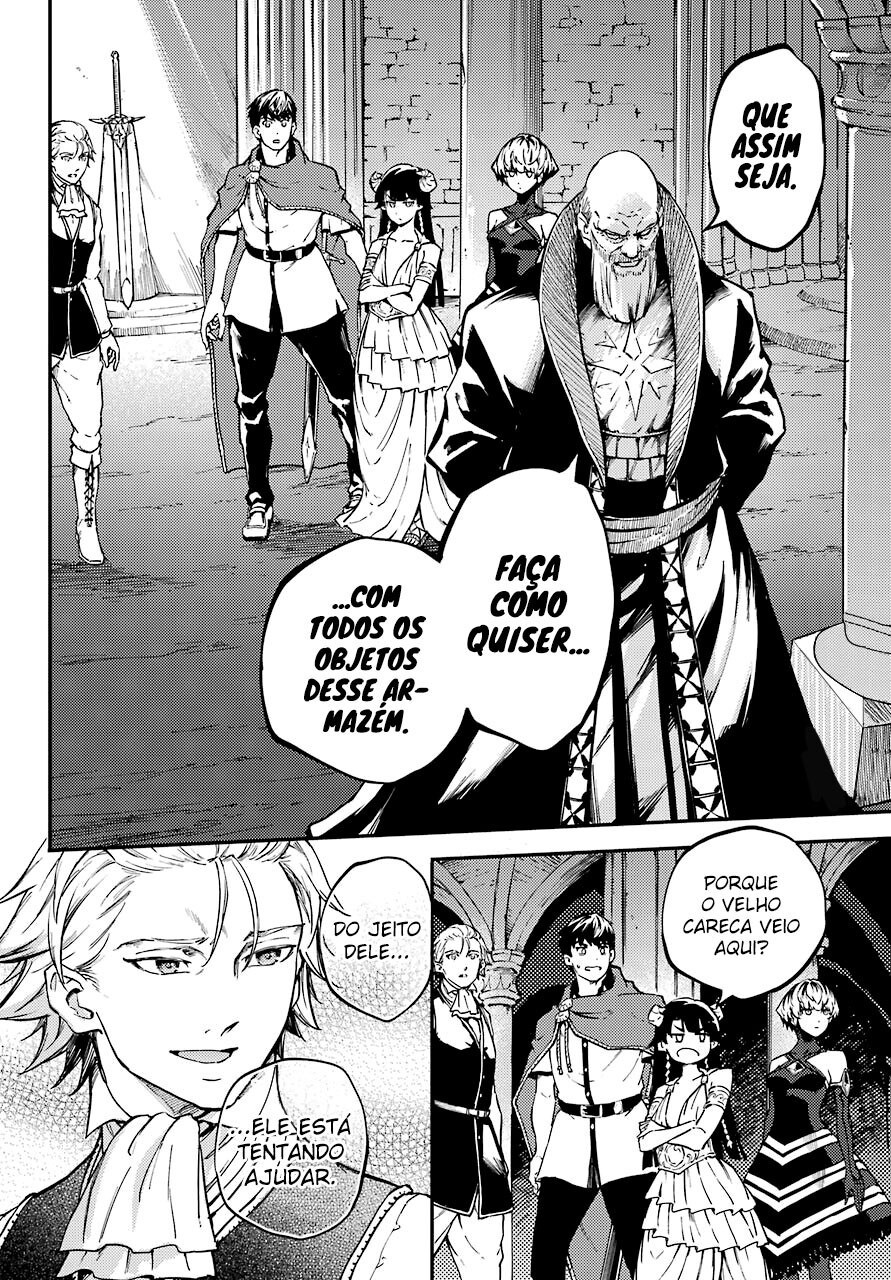 QUE
ASSIM
SEJA.
FAÇA
COMO
QUISER...
...COM
TODOS OS
OBJETOS
DESSE AR-
MAZÉM.
PORQUE
O VELHO
CARECA VEIO
AQUI?
DO JEITO
DELE...
...ELE ESTÁ
TENTANDO
AJUDAR.